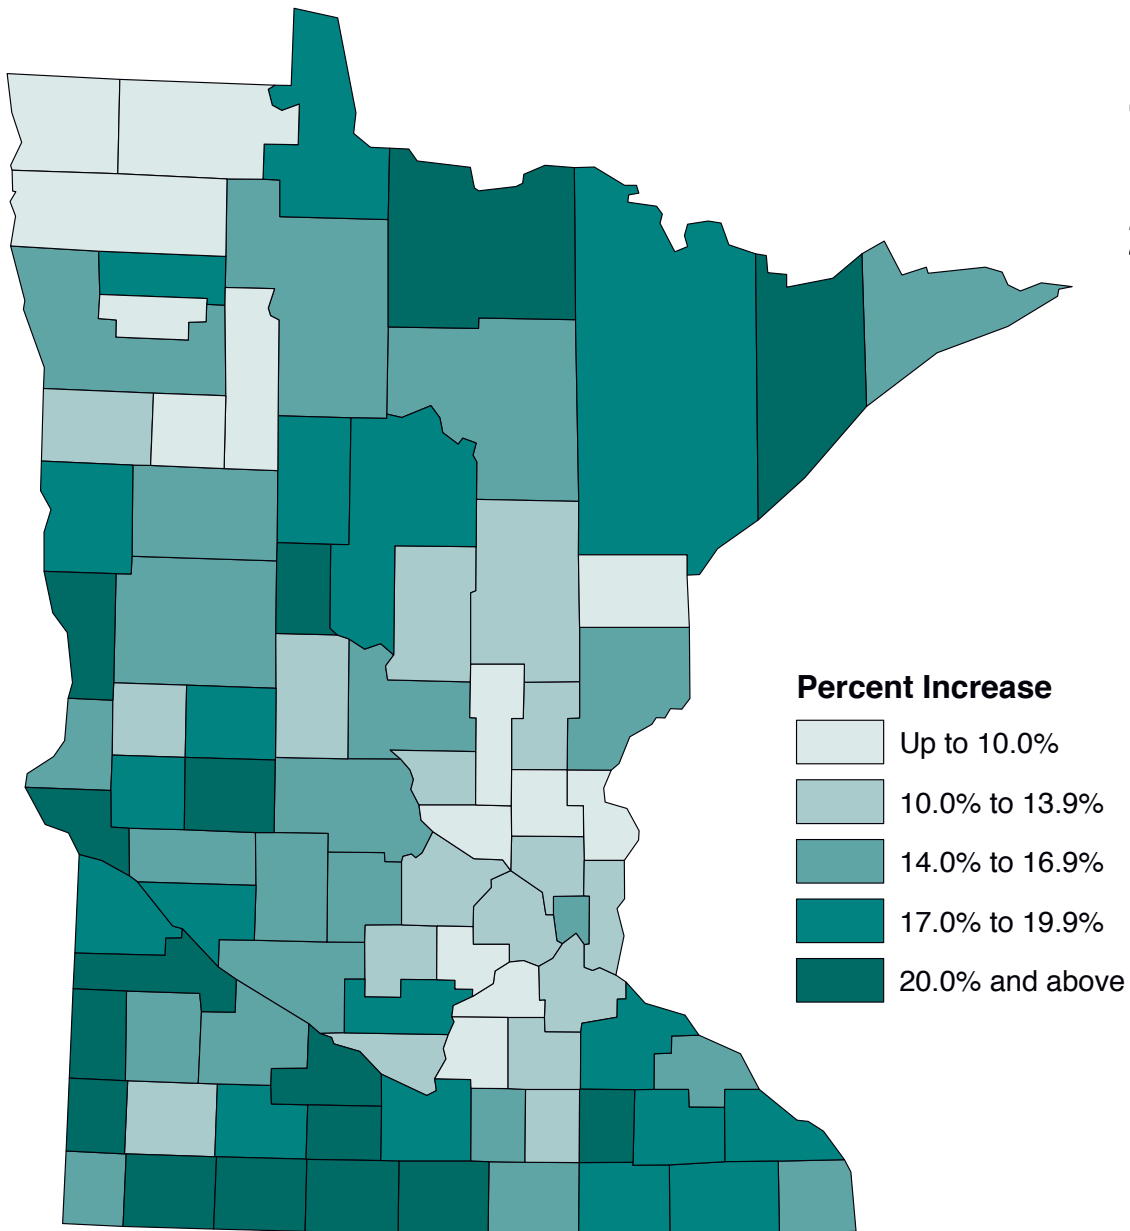 Percent Increase
Up to 10.0%
10.0% to 13.9%
14.0% to 16.9%
17.0% to 19.9%
20.0% and above